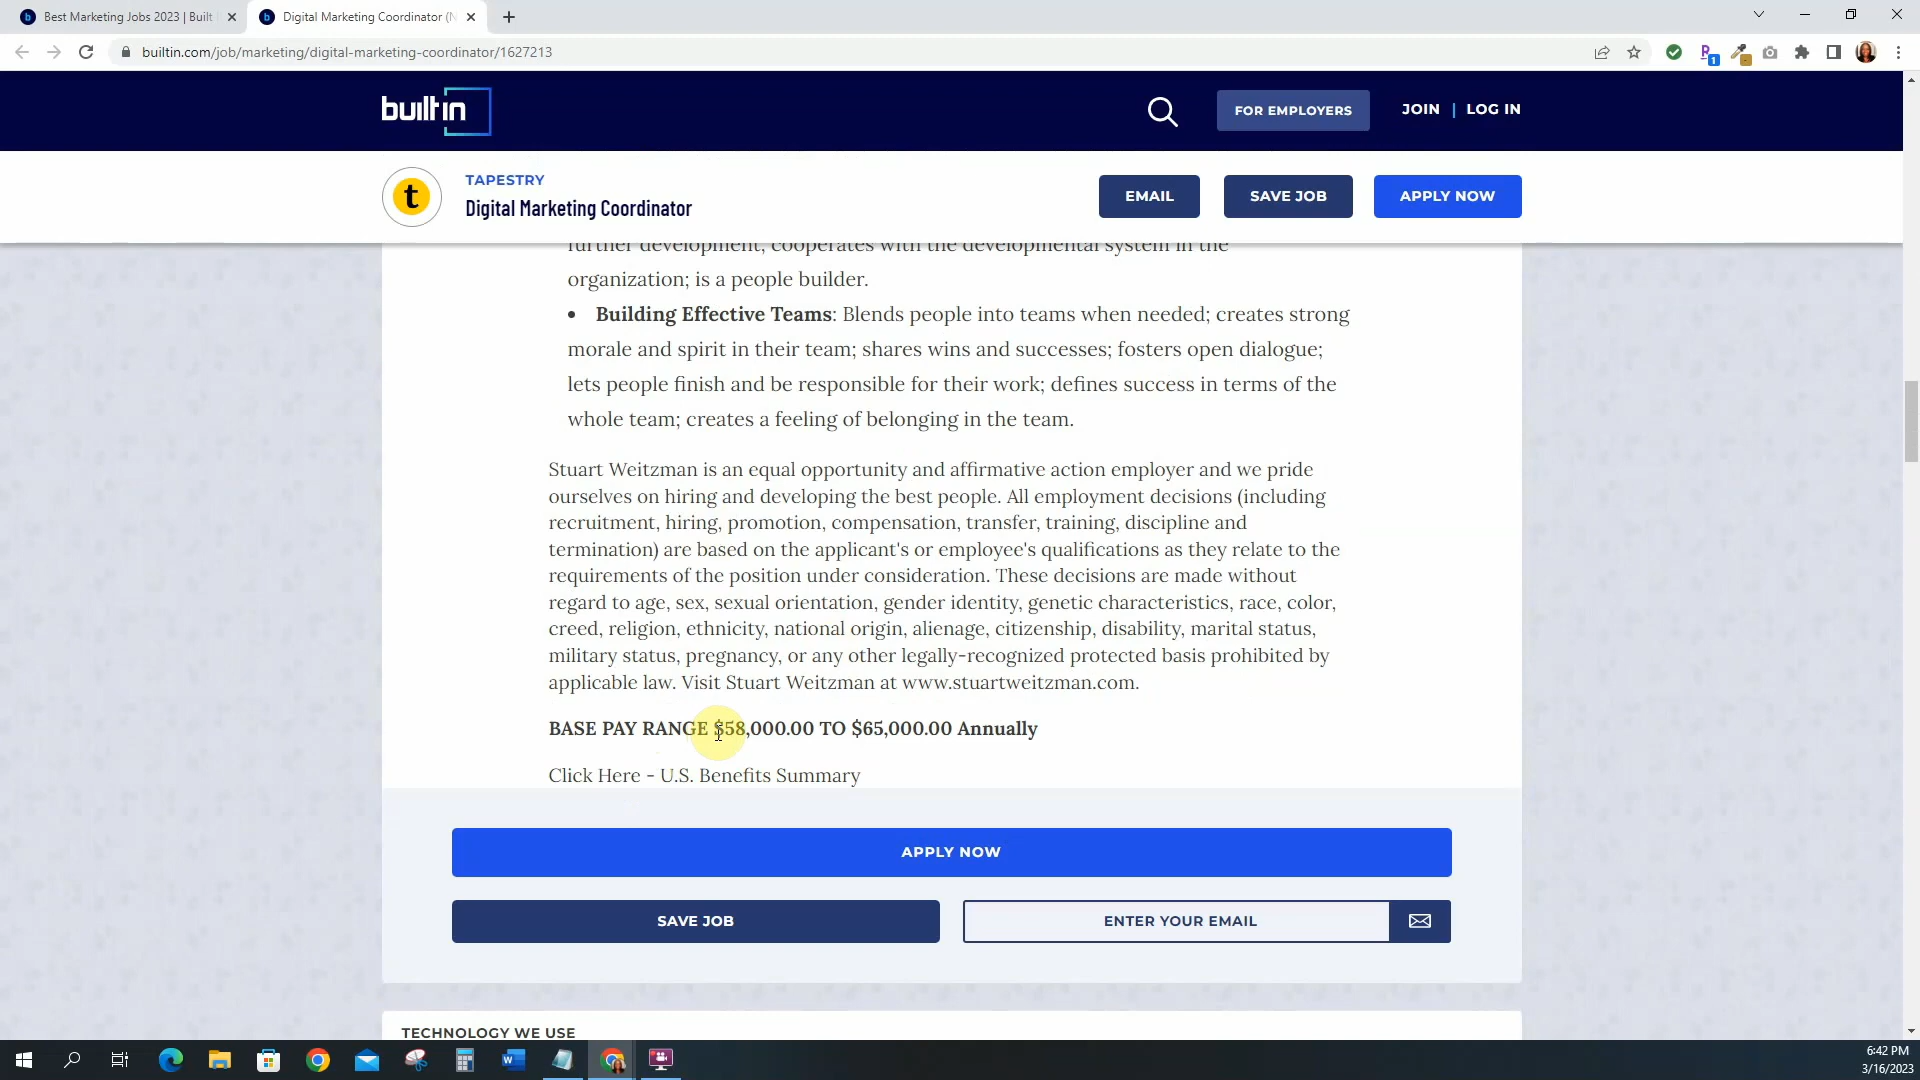 Best Marketing Jobs 2023 | Built
Digital Marketing Coordinator (N
builtin.com/job/marketing/digital-marketing-coordinator/1627213
1
builtin
FOR EMPLOYERS
JOIN | LOG IN
t
TAPESTRY
Digital Marketing Coordinator
EMAIL
SAVE JOB
APPLY NOW
further development, cooperates with the developmental system in the
organization; is a people builder.
• Building Effective Teams: Blends people into teams when needed; creates strong
morale and spirit in their team; shares wins and successes; fosters open dialogue;
lets people finish and be responsible for their work; defines success in terms of the
whole team; creates a feeling of belonging in the team.
Stuart Weitzman is an equal opportunity and affirmative action employer and we pride
ourselves on hiring and developing the best people. All employment decisions (including
recruitment, hiring, promotion, compensation, transfer, training, discipline and
termination) are based on the applicant's or employee's qualifications as they relate to the
requirements of the position under consideration. These decisions are made without
regard to age, sex, sexual orientation, gender identity, genetic characteristics, race, color,
creed, religion, ethnicity, national origin, alienage, citizenship, disability, marital status,
military status, pregnancy, or any other legally-recognized protected basis prohibited by
applicable law. Visit Stuart Weitzman at www.stuartweitzman.com.
BASE PAY RANGE $58,000.00 TO $65,000.00 Annually
Click Here - U.S. Benefits Summary
APPLY NOW
SAVE JOB
ENTER YOUR EMAIL
TECHNOLOGY WE USE
6:42 PM
3/16/2023